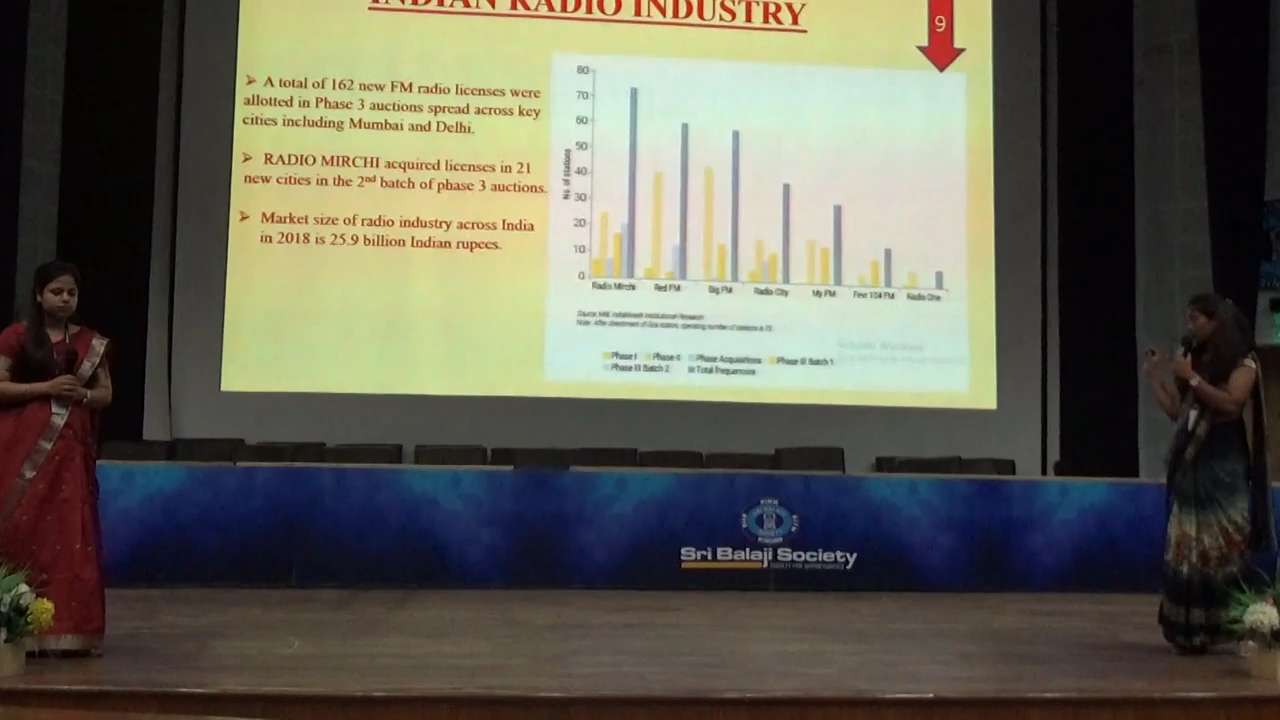 INDIAN RADIO INDUSTRY
9
➢ A total of 162 new FM radio licenses were
allotted in Phase 3 auctions spread across key
cities including Mumbai and Delhi.
➢ RADIO MIRCHI acquired licenses in 21
new cities in the 2nd batch of phase 3 auctions.
➢ Market size of radio industry across India
in 2018 is 25.9 billion Indian rupees.
No. of stations
80
70
60
50
40
30
20
10
0
Radio Mirchi Red FM Big FM Radio City My FM Fever 104 FM Radio One
Phase I Phase II Phase Acquisitions Phase III Batch 1
Phase III Batch 2 Total frequencies
Sri Balaji Society